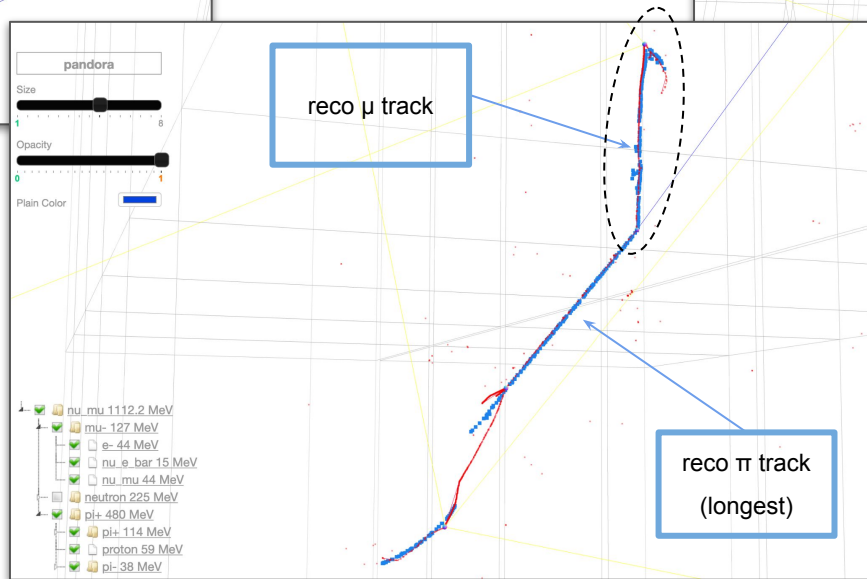 pandora
Size
1 8
Opacity
0 1
Plain Color
reco μ track
reco π track
(longest)
nu_mu 1112.2 MeV
mu- 127 MeV
e- 44 MeV
nu_e_bar 15 MeV
nu_mu 44 MeV
neutron 225 MeV
pi+ 480 MeV
pi+ 114 MeV
proton 59 MeV
pi- 38 MeV